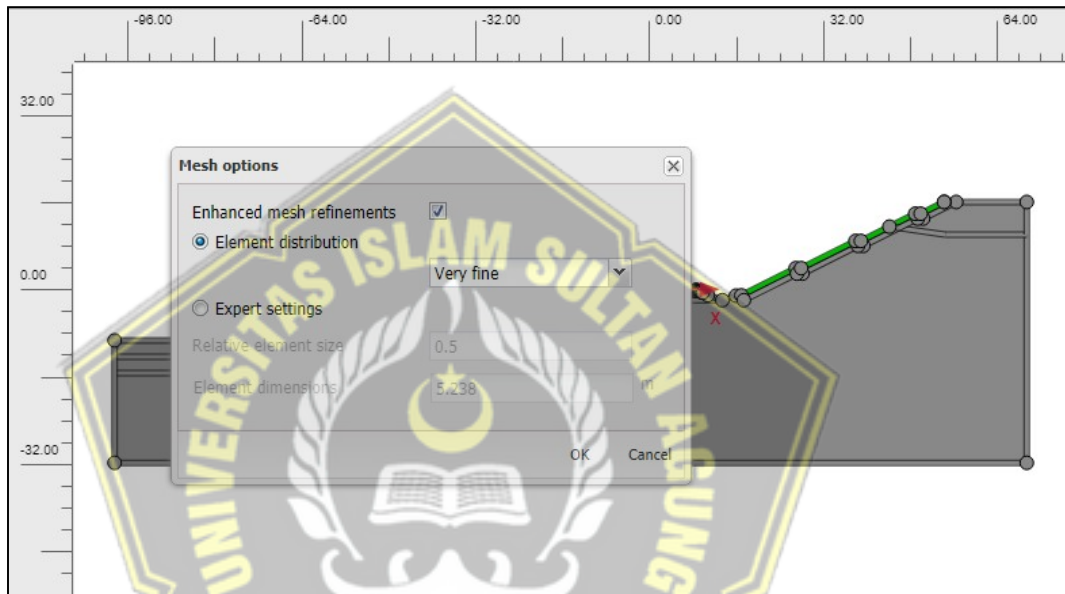 -96.00 -64.00 -32.00 0.00 32.00 64.00
32.00
0.00
-32.00
Mesh options
Enhanced mesh refinements
Element distribution
Very fine
Expert settings
Relative element size 0.5
Element dimensions 5.238 m
OK Cancel
X
UNIVERSITAS ISLAM SULTAN AGUNG